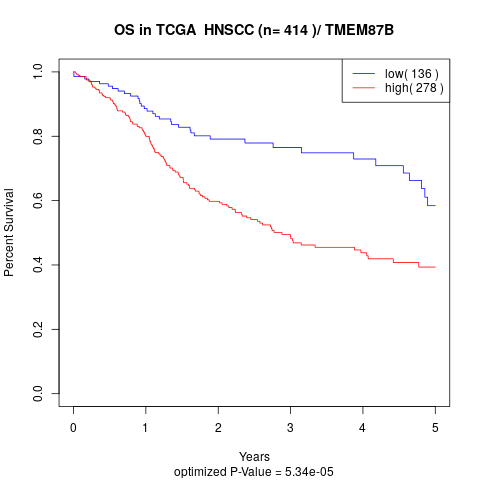 OS in TCGA  HNSCC (n= 414 )/ TMEM87B
low( 136 )
high( 278 )
Percent Survival
1.0
0.8
0.6
0.4
0.2
0.0
0 1 2 3 4 5
Years
optimized P-Value = 5.34e-05